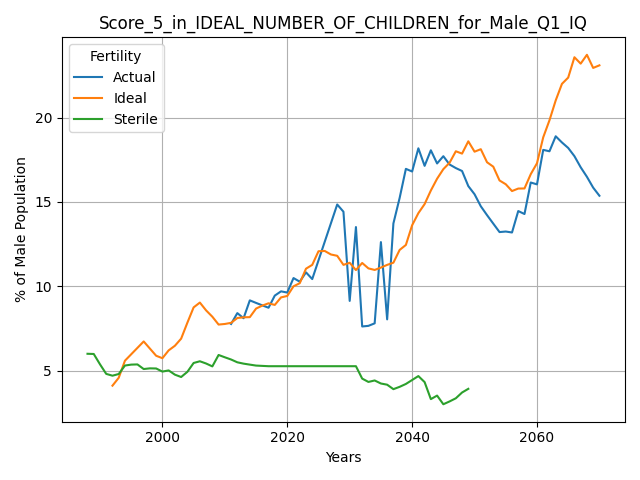 Score_5_in_IDEAL_NUMBER_OF_CHILDREN_for_Male_Q1_IQ
Fertility
Actual
Ideal
Sterile
% of Male Population
20
15
10
5
2000 2020 2040 2060
Years